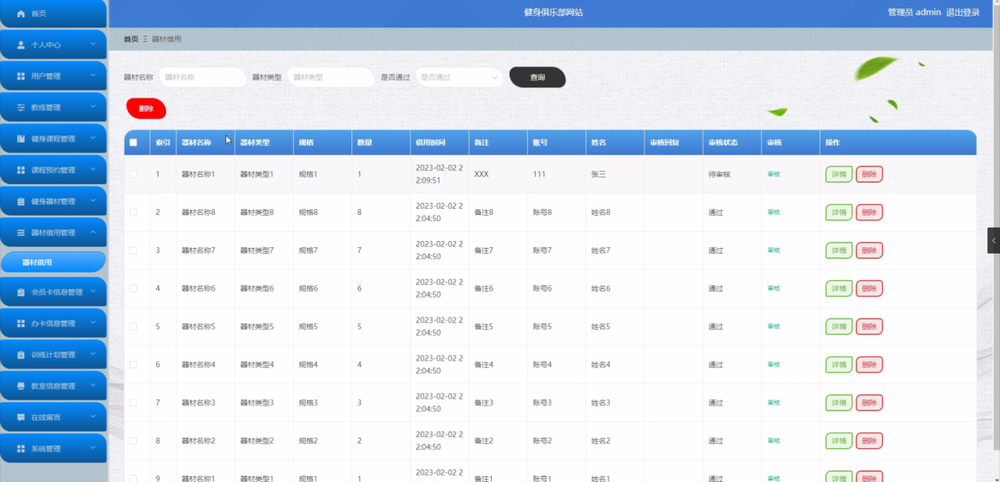 健身俱乐部网站
管理员 admin 退出登录
首页
个人中心
用户管理
教练管理
健身课程管理
课程预约管理
健身器材管理
器材借用管理
器材借用
会员卡信息管理
办卡信息管理
训练计划管理
教室信息管理
在线留言
系统管理
首页 Ξ 器材借用
器材名称 器材名称 器材类型 器材类型 是否通过 是否通过 查询
删除
索引 器材名称 器材类型 规格 数量 借用时间 备注 账号 姓名 审核回复 审核状态 审核 操作
1 器材名称1 器材类型1 规格1 1 2023-02-02 2 XXX 111 张三 待审核 审核 详情 删除
2:09:51
2 器材名称8 器材类型8 规格8 8 2023-02-02 2 备注8 账号8 姓名8 通过 审核 详情 删除
2:04:50
3 器材名称7 器材类型7 规格7 7 2023-02-02 2 备注7 账号7 姓名7 通过 审核 详情 删除
2:04:50
4 器材名称6 器材类型6 规格6 6 2023-02-02 2 备注6 账号6 姓名6 通过 审核 详情 删除
2:04:50
5 器材名称5 器材类型5 规格5 5 2023-02-02 2 备注5 账号5 姓名5 通过 审核 详情 删除
2:04:50
6 器材名称4 器材类型4 规格4 4 2023-02-02 2 备注4 账号4 姓名4 通过 审核 详情 删除
2:04:50
7 器材名称3 器材类型3 规格3 3 2023-02-02 2 备注3 账号3 姓名3 通过 审核 详情 删除
2:04:50
8 器材名称2 器材类型2 规格2 2 2023-02-02 2 备注2 账号2 姓名2 通过 审核 详情 删除
2:04:50
9 器材名称1 器材类型1 规格1 1 2023-02-02 2 备注1 账号1 姓名1 通过 审核 详情 删除